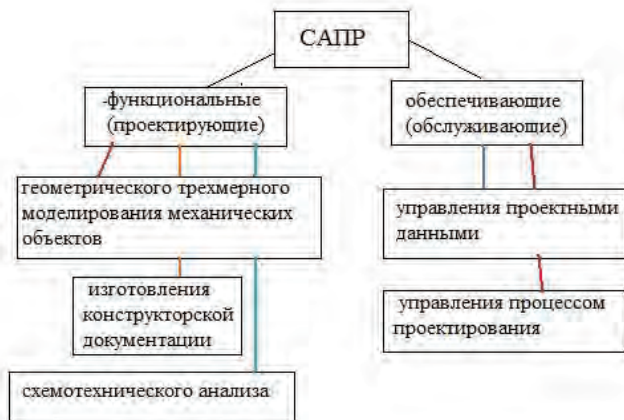 САПР
-функциональные
(проектирующие)
обеспечивающие
(обслуживающие)
геометрического трехмерного
моделирования механических
объектов
управления проектными
данными
изготовления
конструкторской
документации
управления процессом
проектирования
схемотехнического анализа